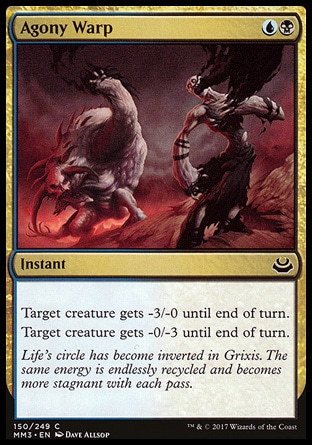 Agony Warp
Instant
Target creature gets -3/-0 until end of turn.
Target creature gets -0/-3 until end of turn.
Life's circle has become inverted in Grixis. The
same energy is endlessly recycled and becomes
more stagnant with each pass.
150/249 C
MM3 • EN Dave Allsop
™ & © 2017 Wizards of the Coast